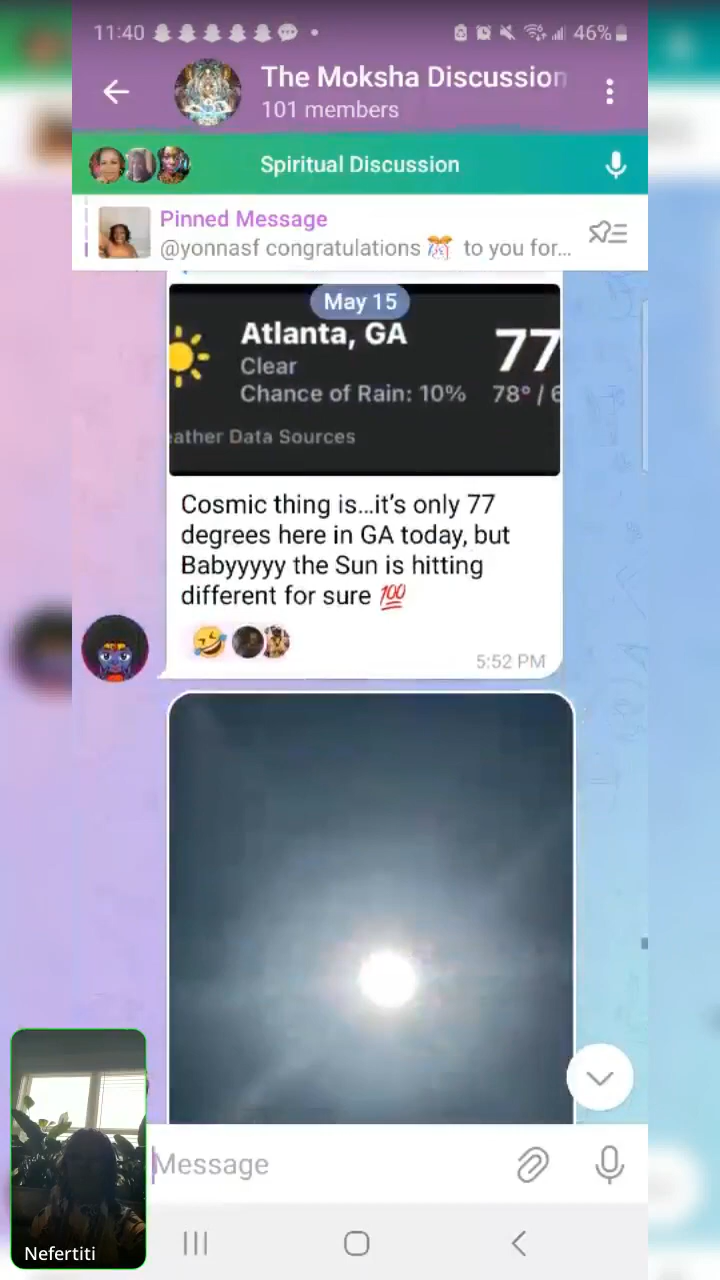 11:40
46%
The Moksha Discussion
101 members
Spiritual Discussion
Pinned Message
@yonnasf congratulations 🎊 to you for...
May 15
Atlanta, GA
77
Clear
Chance of Rain: 10%
78° / 6
eather Data Sources
Cosmic thing is...it's only 77
degrees here in GA today, but
Babyyyyy the Sun is hitting
different for sure 💯
5:52 PM
Message
Nefertiti